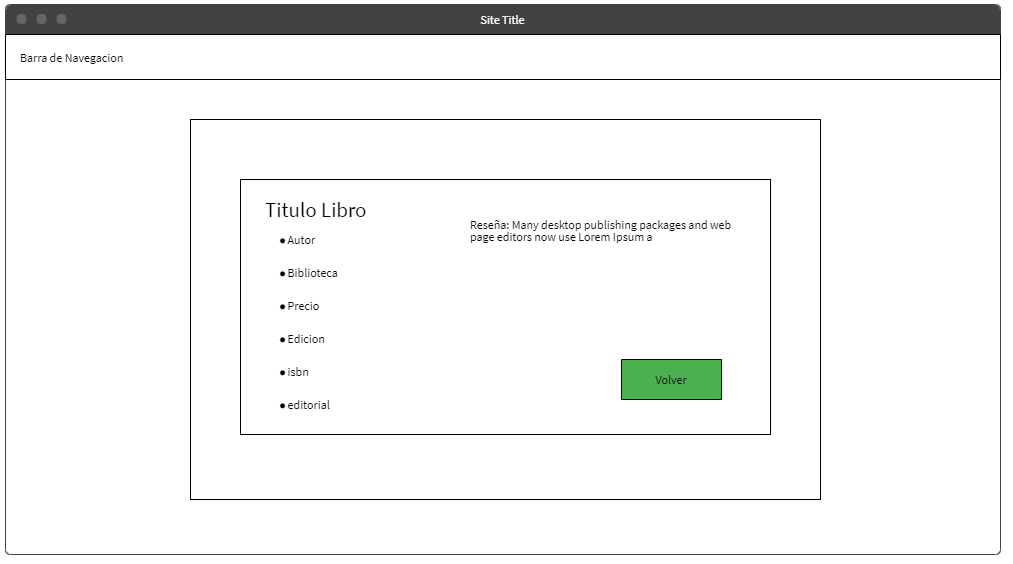 Site Title
Barra de Navegacion
Titulo Libro
Autor
Biblioteca
Precio
Edicion
isbn
editorial
Reseña: Many desktop publishing packages and web
page editors now use Lorem Ipsum a
Volver